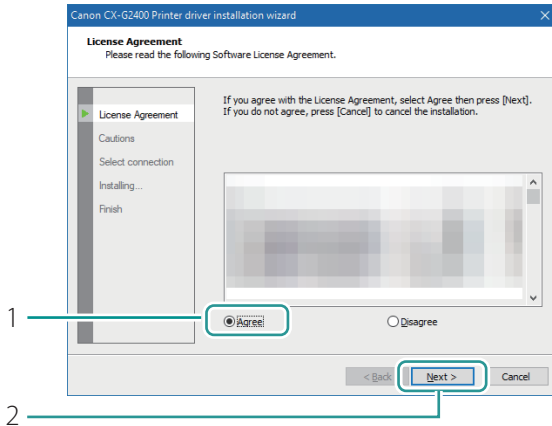 Canon CX-G2400 Printer driver installation wizard
License Agreement
Please read the following Software License Agreement.
License Agreement
Cautions
Select connection
Installing...
Finish
If you agree with the License Agreement, select Agree then press [Next].
If you do not agree, press [Cancel] to cancel the installation.
1
Agree
Disagree
< Back
Next >
Cancel
2